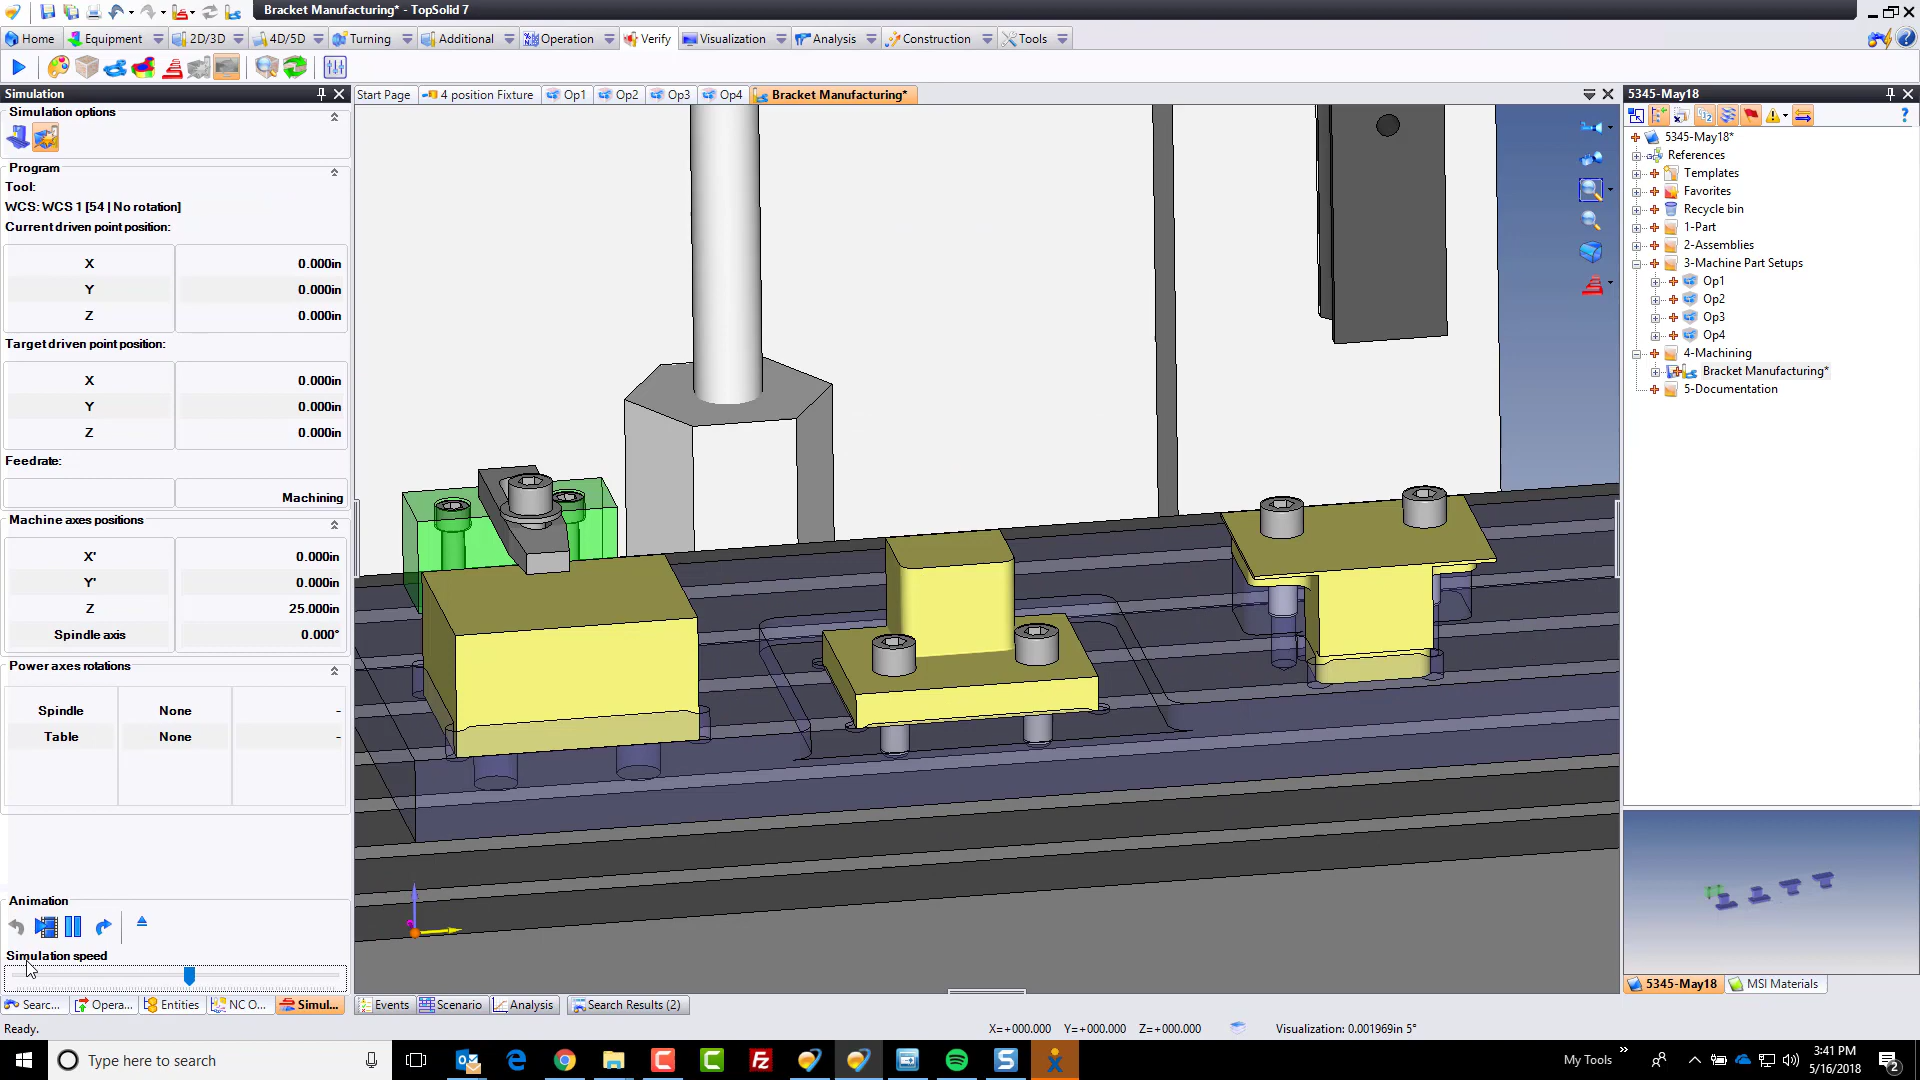 Bracket Manufacturing* - TopSolid 7
Home Equipment 2D/3D 4D/5D Turning Additional Operation Verify Visualization Analysis Construction Tools
Simulation
Start Page 4 position Fixture Op1 Op2 Op3 Op4 Bracket Manufacturing*
5345-May18
Simulation options
Program
Tool:
WCS: WCS 1 [54 | No rotation]
Current driven point position:
X 0.000in
Y 0.000in
Z 0.000in
Target driven point position:
X 0.000in
Y 0.000in
Z 0.000in
Feedrate:
Machining
Machine axes positions
X' 0.000in
Y' 0.000in
Z 25.000in
Spindle axis 0.000°
Power axes rotations
Spindle None -
Table None -
Animation
Simulation speed
Searc... Opera... Entities NC O... Simul...
Events Scenario Analysis Search Results (2)
5345-May18*
References
Templates
Favorites
Recycle bin
1-Part
2-Assemblies
3-Machine Part Setups
Op1
Op2
Op3
Op4
4-Machining
Bracket Manufacturing*
5-Documentation
5345-May18 MSI Materials
Ready.
X=+000.000 Y=+000.000 Z=+000.000 Visualization: 0.001969in 5°
Type here to search
My Tools
3:41 PM
5/16/2018
2